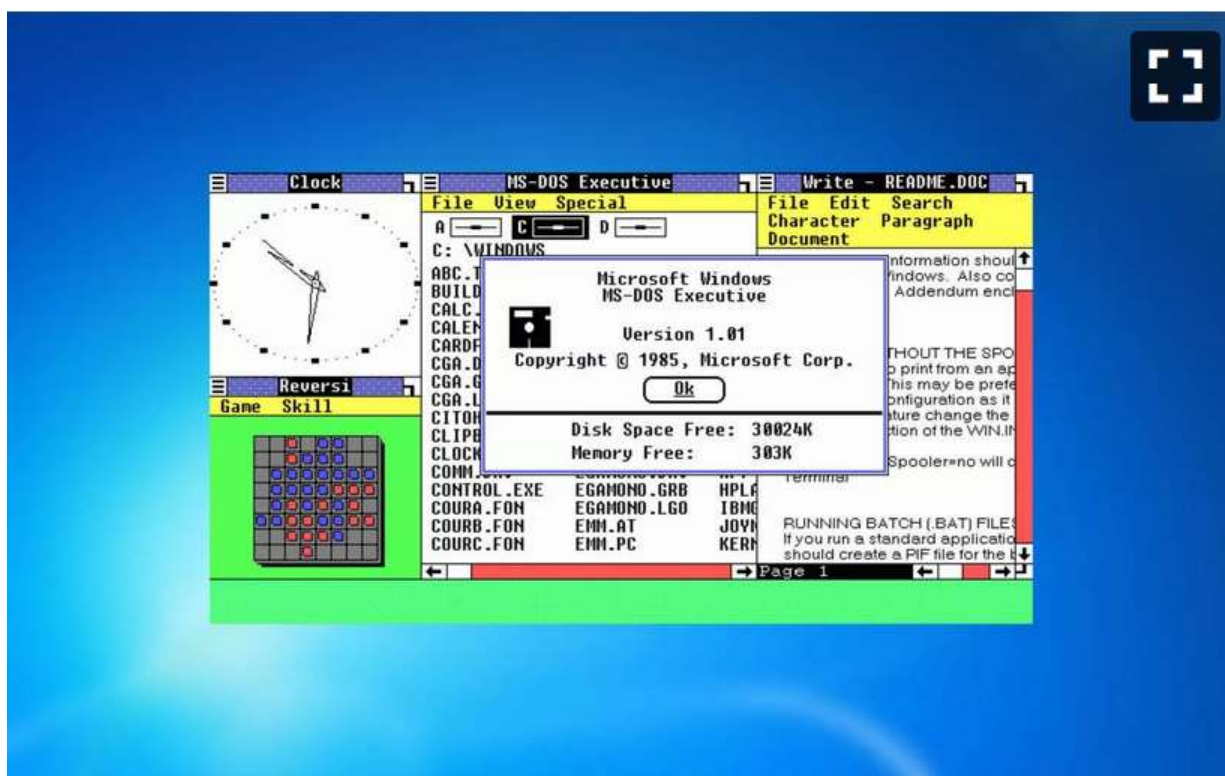 Clock
MS-DOS Executive
Write - README.DOC
File View Special
File Edit Search
Character Paragraph
Document
A C D
C: \WINDOWS
Microsoft Windows
MS-DOS Executive
Version 1.01
Copyright © 1985, Microsoft Corp.
Ok
Disk Space Free: 30024K
Memory Free: 303K
ABC.T
BUILD
CALC.
CALEN
CARDF
CGA.D
CGA.G
CGA.L
CITOH
CLIPB
CLOCK
CONTROL.EXE EGAMONO.GRB HPLA
COURA.FON EGAMONO.LGO
COURB.FON EMM.AT JOYN
COURC.FON EMM.PC KERN
Reversi
Game Skill
nformation shoul
indows. Also co
Addendum encl
THOUT THE SPO
print from an ap
his may be prefe
onfiguration as it
ature change the
ction of the WIN.IN
Spooler=no will c
Terminal
RUNNING BATCH (.BAT) FILES
If you run a standard applicatio
should create a PIF file for the b
Page 1